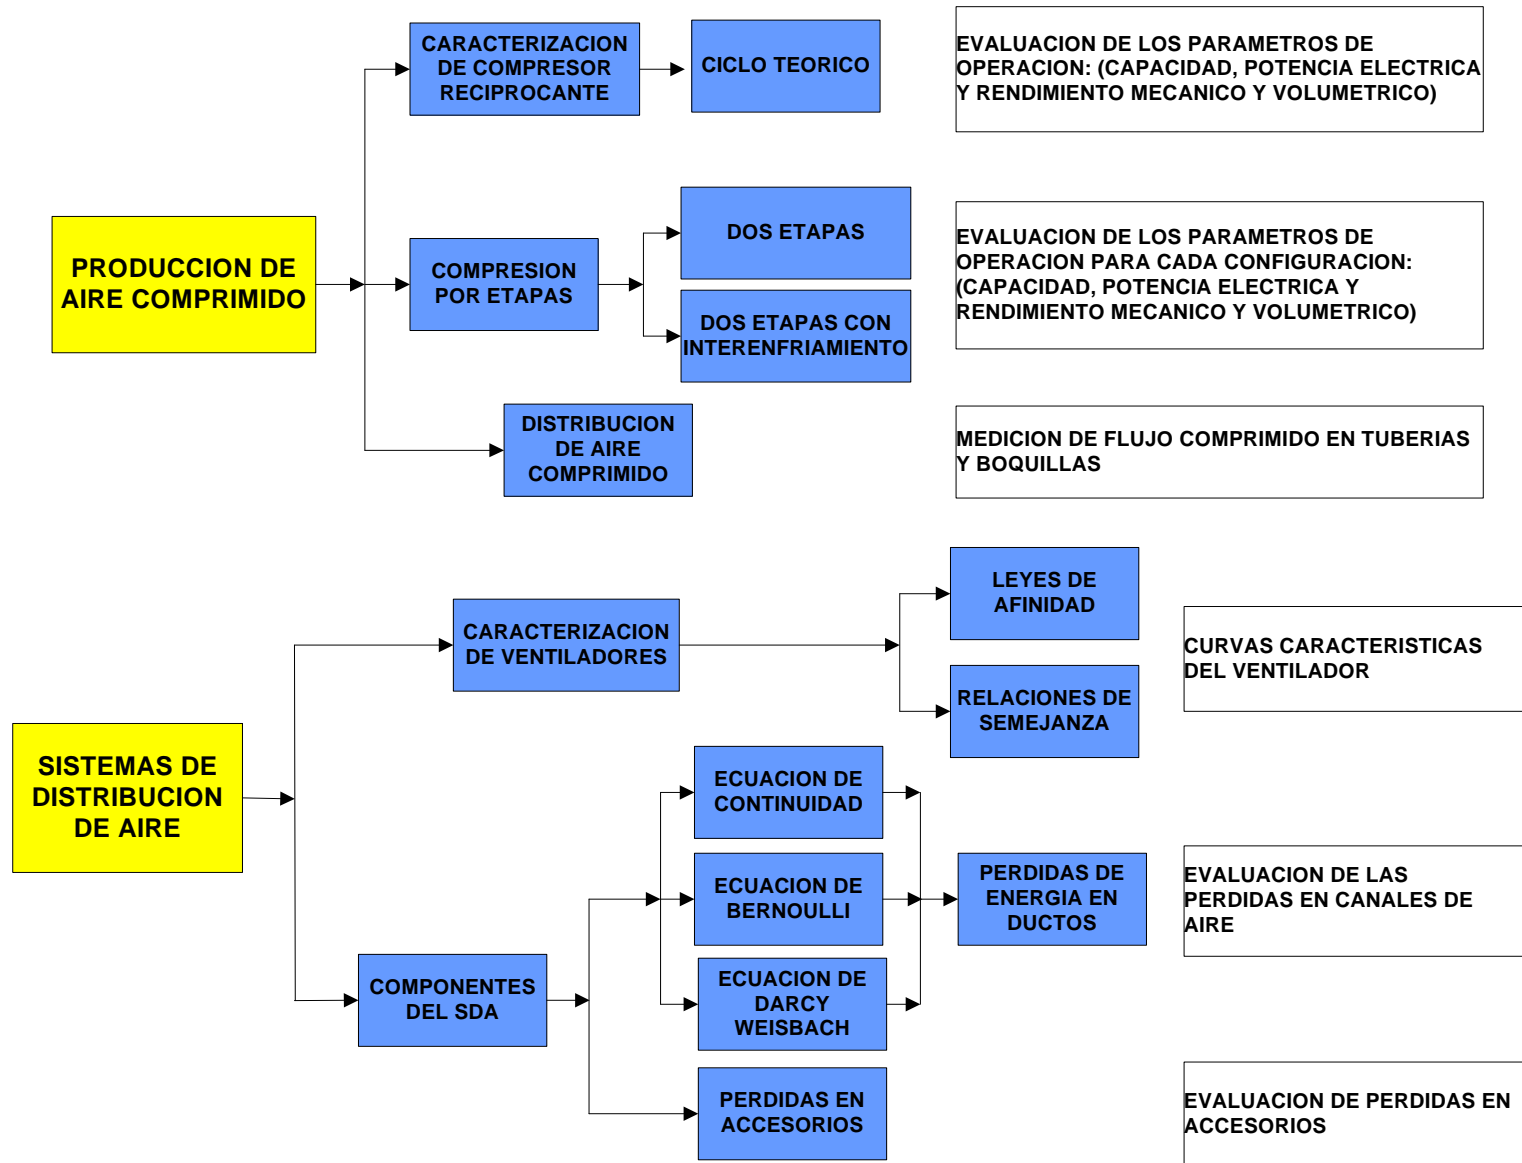 CARACTERIZACION
DE COMPRESOR
RECIPROCANTE
CICLO TEORICO
EVALUACION DE LOS PARAMETROS DE
OPERACION: (CAPACIDAD, POTENCIA ELECTRICA
Y RENDIMIENTO MECANICO Y VOLUMETRICO)
PRODUCCION DE
AIRE COMPRIMIDO
COMPRESION
POR ETAPAS
DOS ETAPAS
DOS ETAPAS CON
INTERENFRIAMIENTO
EVALUACION DE LOS PARAMETROS DE
OPERACION PARA CADA CONFIGURACION:
(CAPACIDAD, POTENCIA ELECTRICA Y
RENDIMIENTO MECANICO Y VOLUMETRICO)
DISTRIBUCION
DE AIRE
COMPRIMIDO
MEDICION DE FLUJO COMPRIMIDO EN TUBERIAS
Y BOQUILLAS
SISTEMAS DE
DISTRIBUCION
DE AIRE
CARACTERIZACION
DE VENTILADORES
LEYES DE
AFINIDAD
RELACIONES DE
SEMEJANZA
CURVAS CARACTERISTICAS
DEL VENTILADOR
COMPONENTES
DEL SDA
ECUACION DE
CONTINUIDAD
ECUACION DE
BERNOULLI
ECUACION DE
DARCY
WEISBACH
PERDIDAS DE
ENERGIA EN
DUCTOS
EVALUACION DE LAS
PERDIDAS EN CANALES DE
AIRE
PERDIDAS EN
ACCESORIOS
EVALUACION DE PERDIDAS EN
ACCESORIOS